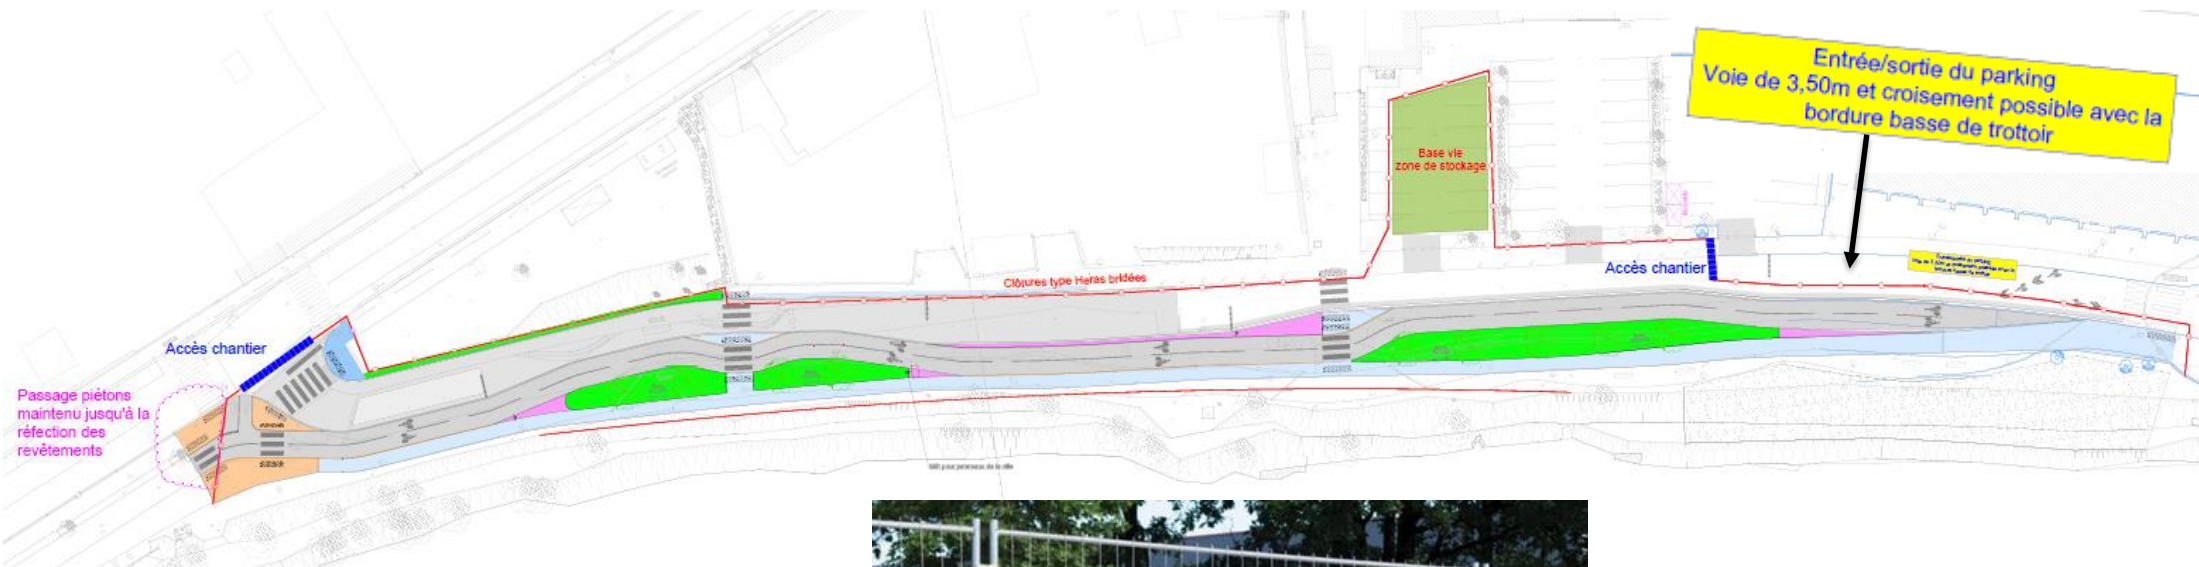 Entrée/sortie du parking
Voie de 3,50m et croisement possible avec la
bordure basse de trottoir
Base vie
zone de stockage
Accès chantier
Clôtures type Heras bridées
Accès chantier
Passage piétons
maintenu jusqu'à la
réfection des
revêtements